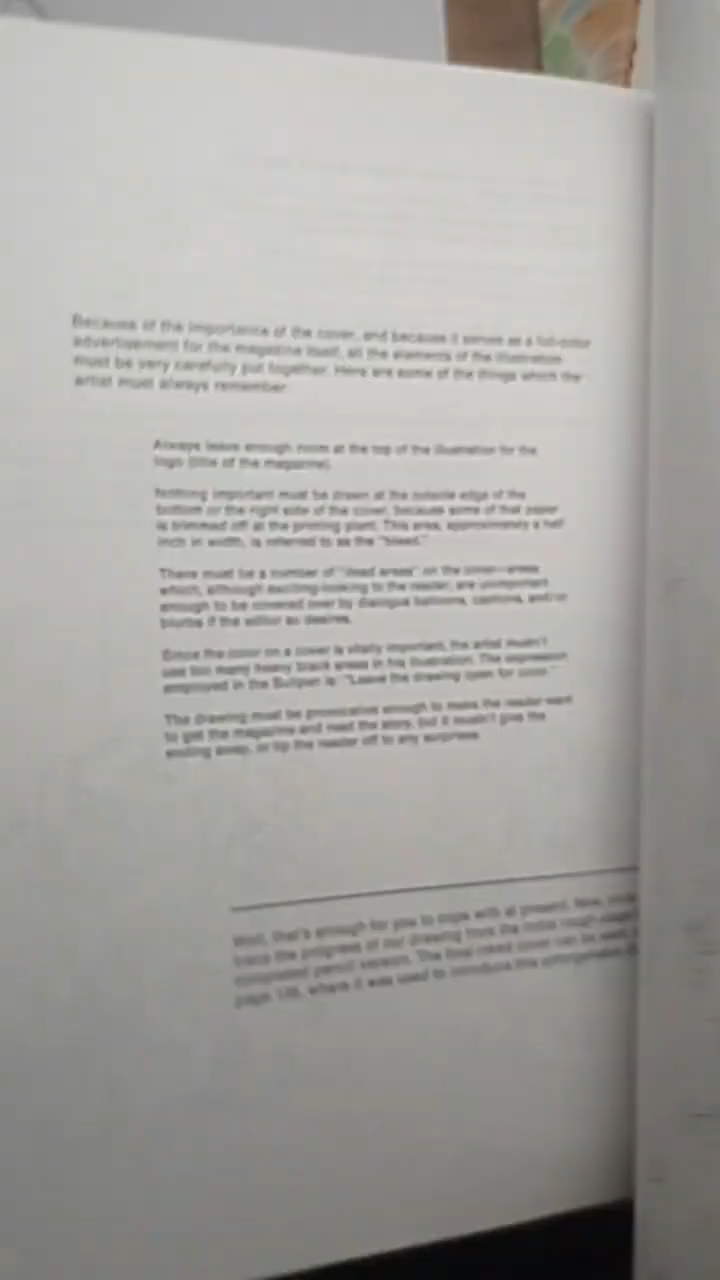 Because of the importance of the cover, and because it serves as a full-color
advertisement for the magazine itself, all the elements of the illustration
must be very carefully put together. Here are some of the things which the
artist must always remember:
Always leave enough room at the top of the illustration for the
logo (title of the magazine).
Nothing important must be drawn at the outside edge of the
bottom or the right side of the cover, because some of that paper
is trimmed off at the printing plant. This area, approximately a half
inch in width, is referred to as the "bleed."
There must be a number of "dead areas" on the cover—areas
which, although exciting-looking to the reader, are unimportant
enough to be covered over by dialogue balloons, captions, and/or
blurbs if the editor so desires.
Since the color on a cover is vitally important, the artist mustn't
use too many heavy black areas in his illustration. The expression
employed in the Bullpen is: "Leave the drawing open for color."
The drawing must be provocative enough to make the reader want
to get the magazine and read the story, but it mustn't give the
ending away, or tip the reader off to any surprises.
Well, that's enough for you to cope with at present. Now,
trace the progress of our drawing from the initial rough
completed pencil version. The final inked cover can be seen
page where it was used to introduce this